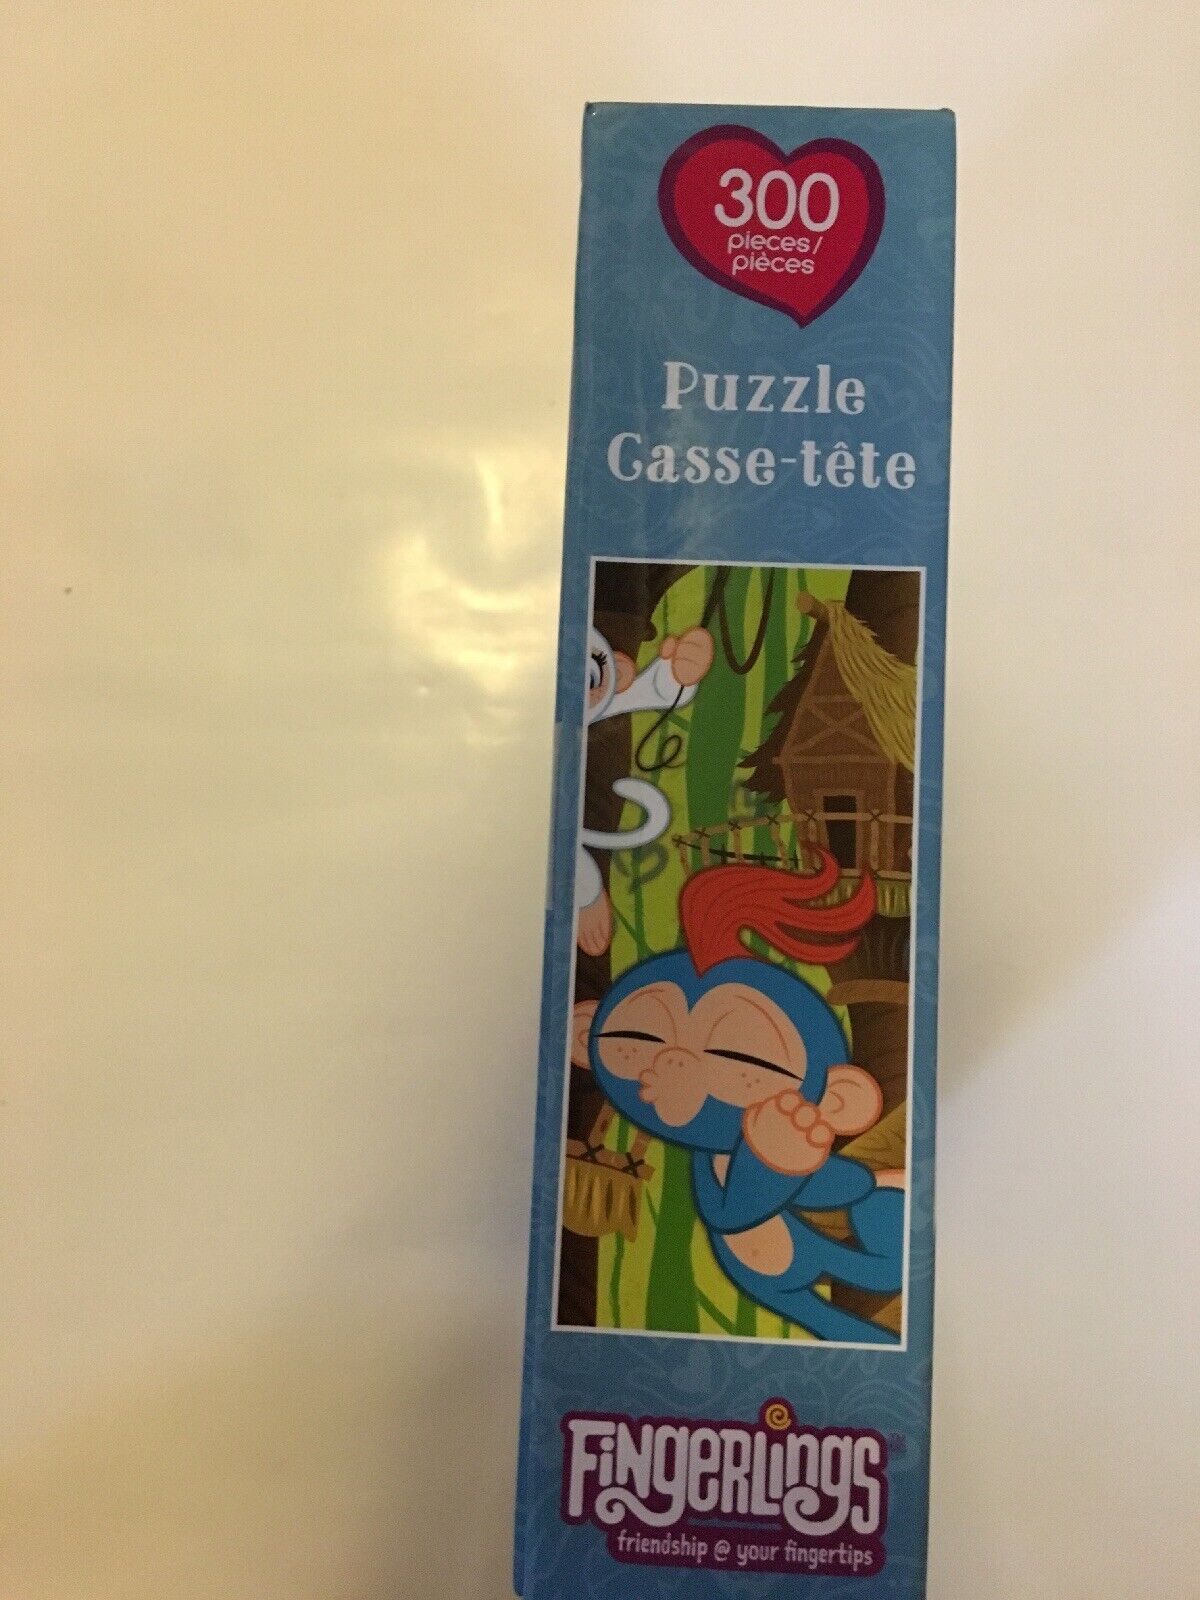 300
pieces/
pièces
Puzzle
Casse-tête
FiNgeRLings
friendship @ your fingertips